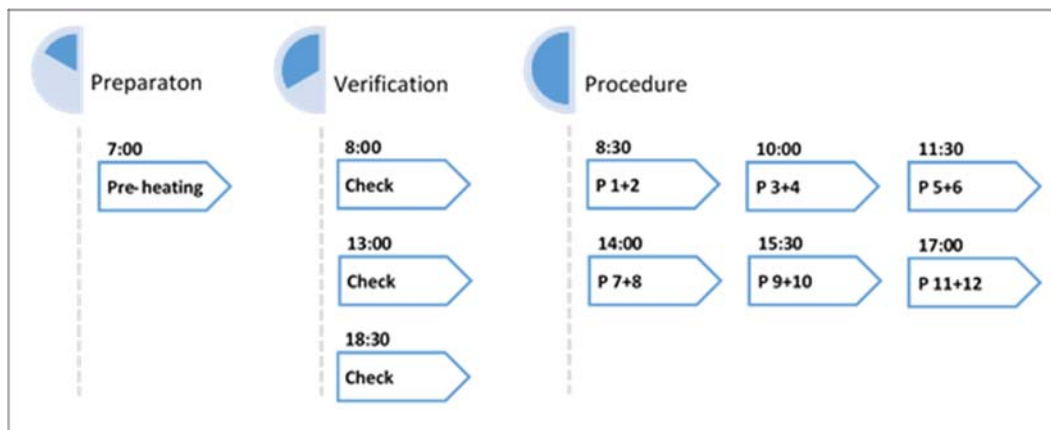 Preparaton
7:00
Pre-heating
Verification
8:00
Check
13:00
Check
18:30
Check
Procedure
8:30
P 1+2
10:00
P 3+4
11:30
P 5+6
14:00
P 7+8
15:30
P 9+10
17:00
P 11+12